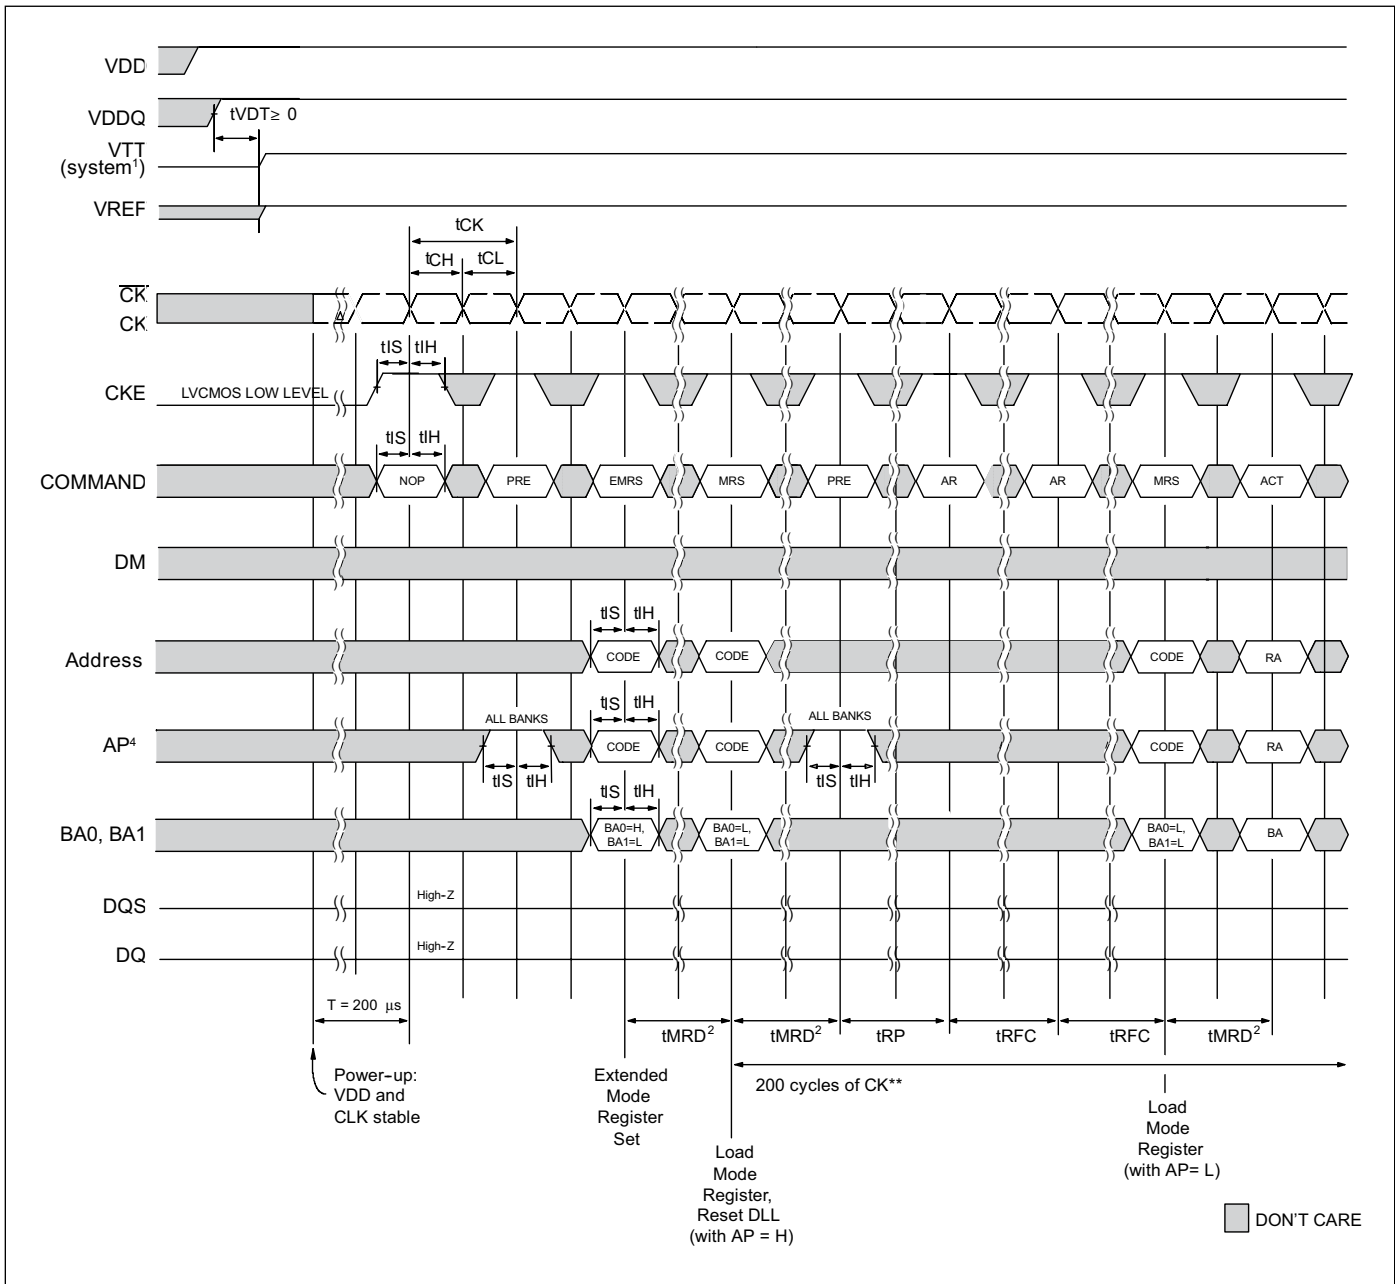 VDD
VDDQ
tVDT≥ 0
VTT
(system¹)
VREF
tCK
tCH
tCL
CK
CK
tIS
tIH
CKE
LVCMOS LOW LEVEL
tIS
tIH
COMMAND
NOP
PRE
EMRS
MRS
PRE
AR
AR
MRS
ACT
DM
tIS
tIH
Address
CODE
CODE
CODE
RA
tIS
tIH
ALL BANKS
ALL BANKS
AP⁴
CODE
CODE
CODE
RA
tIS
tIH
tIS
tIH
tIS
tIH
BA0, BA1
BA0=H,
BA1=L
BA0=L,
BA1=L
BA0=L,
BA1=L
BA
DQS
High-Z
DQ
High-Z
T = 200 µs
tMRD²
tMRD²
tRP
tRFC
tRFC
tMRD²
Power-up:
VDD and
CLK stable
Extended
Mode
Register
Set
200 cycles of CK**
Load
Mode
Register,
Reset DLL
(with AP = H)
Load
Mode
Register
(with AP= L)
DON'T CARE